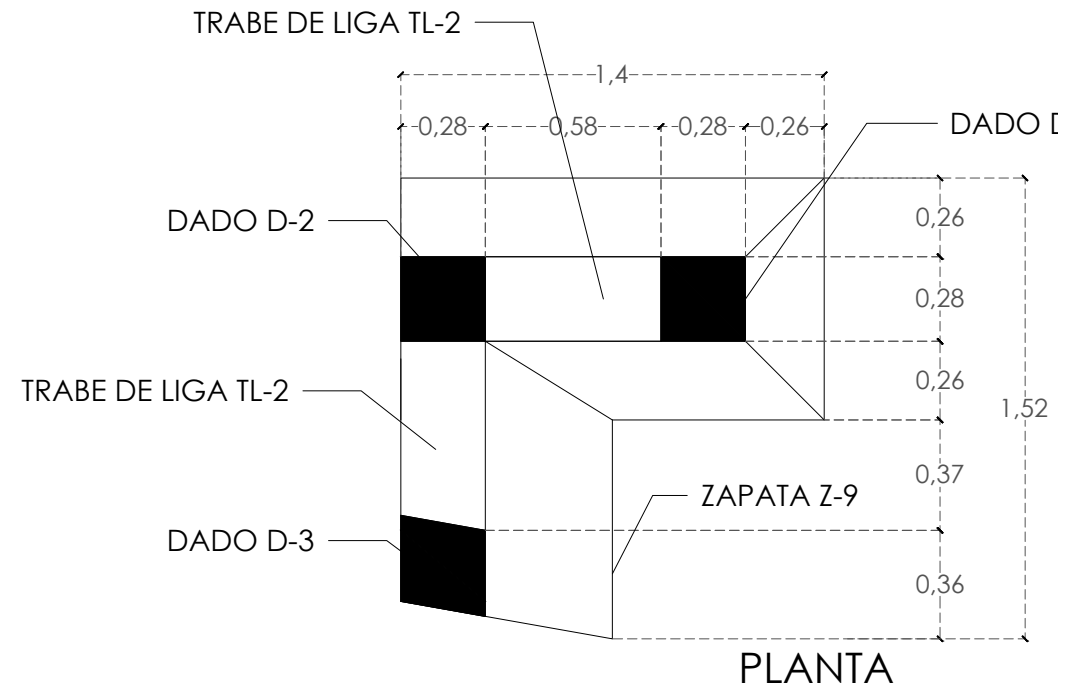 TRABE DE LIGA TL-2
1,4
0,28 0,58 0,28 0,26
DADO
DADO D-2
0,26
0,28
0,26
TRABE DE LIGA TL-2
1,52
0,37
ZAPATA Z-9
DADO D-3
0,36
PLANTA